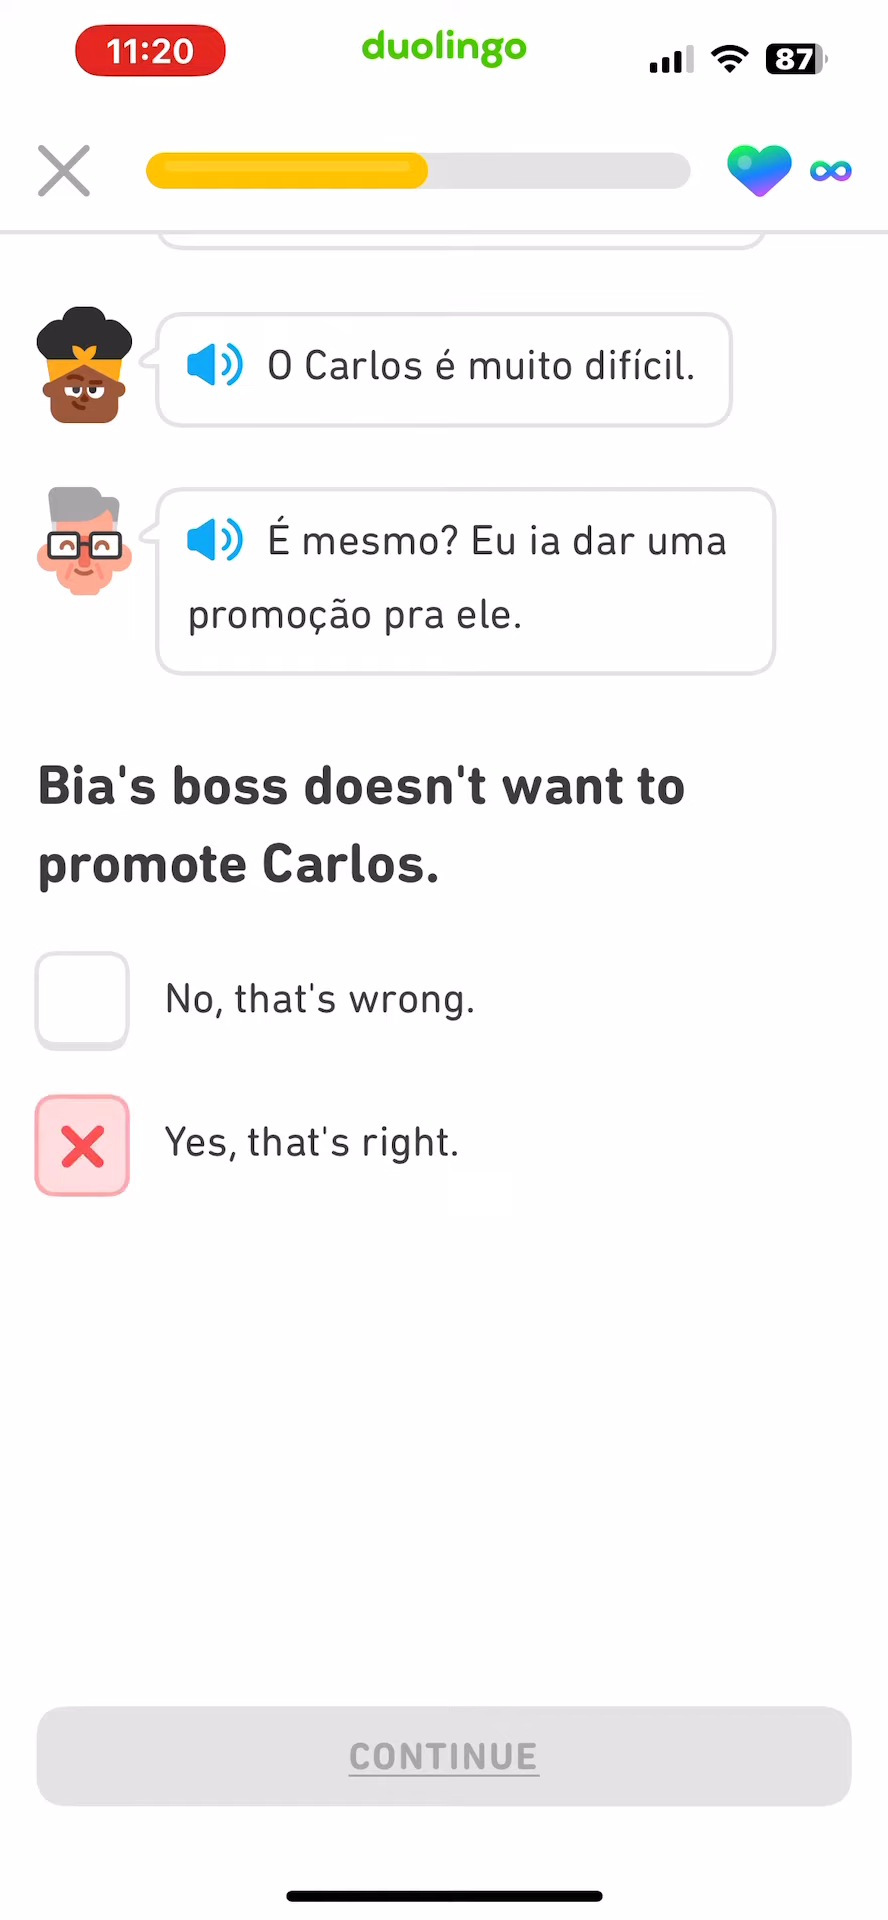 11:20
duolingo
87
O Carlos é muito difícil.
É mesmo? Eu ia dar uma
promoção pra ele.
Bia's boss doesn't want to
promote Carlos.
No, that's wrong.
Yes, that's right.
CONTINUE